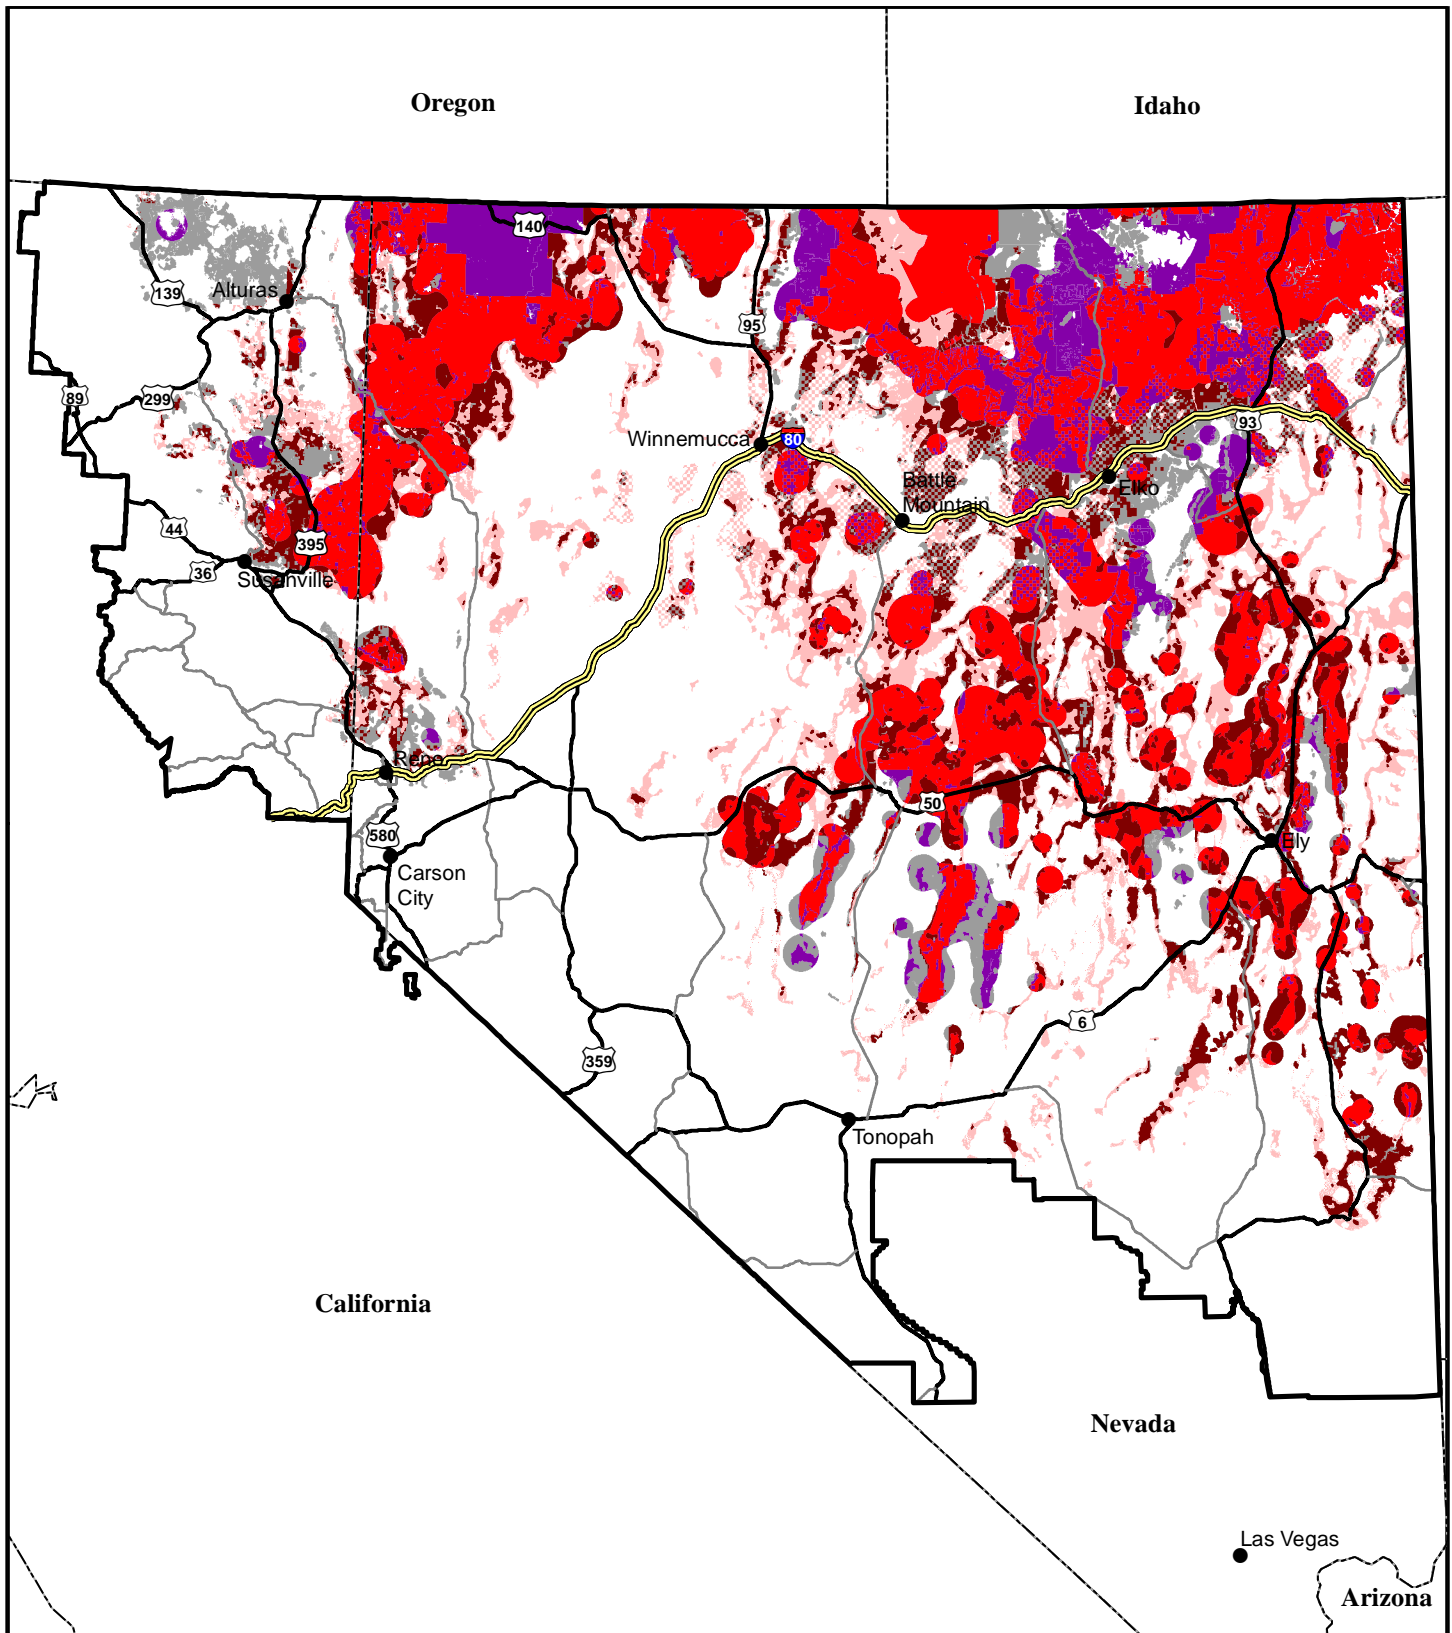 Oregon
Idaho
140
139
Alturas
95
89
299
93
Winnemucca
80
Battle
Mountain
Elko
44
395
36
Susanville
Reno
50
580
Ely
Carson
City
6
359
Tonopah
California
Nevada
Las Vegas
Arizona